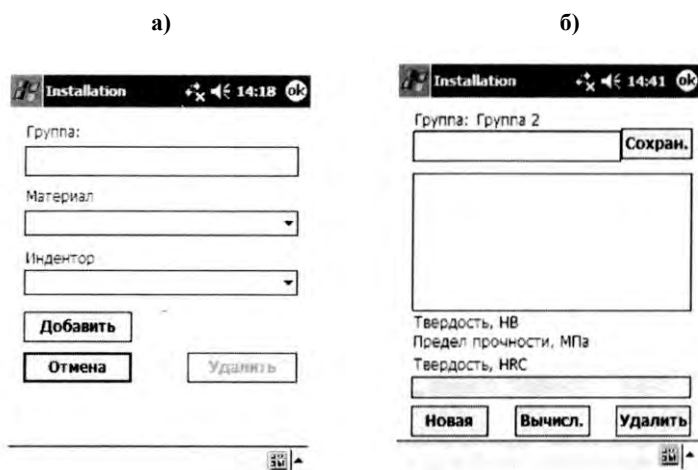 а)
Installation 14:18 ok
Группа:
Материал
Индентор
Добавить
Отмена Удалить
б)
Installation 14:41 ok
Группа: Группа 2
Сохран.
Твердость, НВ
Предел прочности, МПа
Твердость, HRC
Новая Вычисл. Удалить